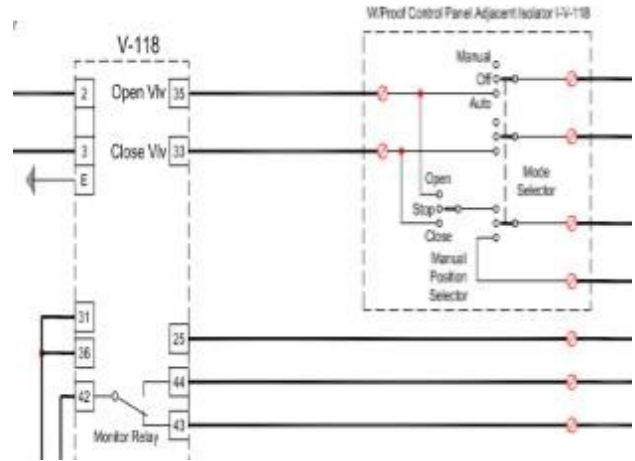 W/Proof Control Panel Adjacent Isolator I-V-118
V-118
Manual
Off
Auto
2
Open Vlv
35
3
Close Vlv
33
E
Open
Stop
Close
Mode
Selector
Manual
Position
Selector
31
25
36
44
42
43
Monitor Relay